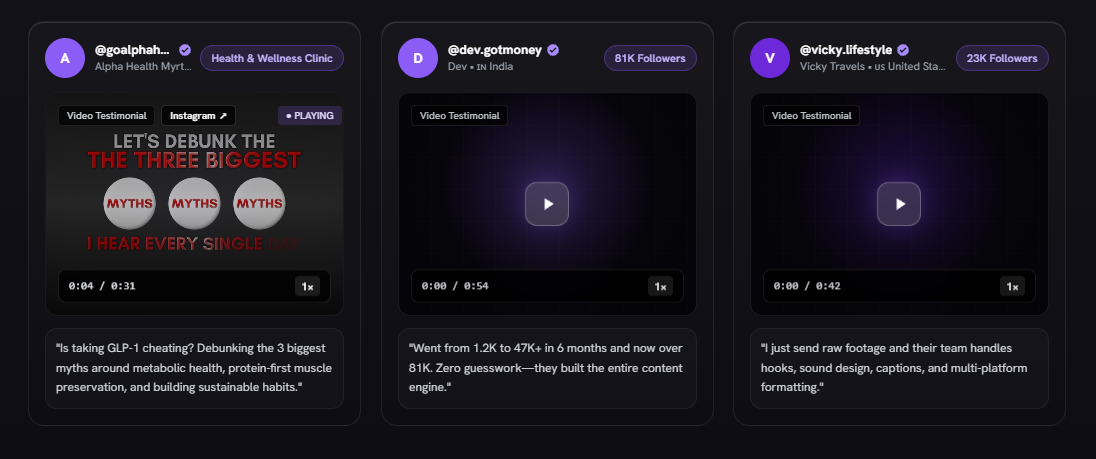 A
@goalphah...
Alpha Health Myrt...
Health & Wellness Clinic
Video Testimonial
Instagram ↗
• PLAYING
LET'S DEBUNK THE
THE THREE BIGGEST
MYTHS MYTHS MYTHS
I HEAR EVERY SINGLE DAY
0:04 / 0:31
1×
"Is taking GLP-1 cheating? Debunking the 3 biggest
myths around metabolic health, protein-first muscle
preservation, and building sustainable habits."
D
@dev.gotmoney
Dev • IN India
81K Followers
Video Testimonial
0:00 / 0:54
1×
"Went from 1.2K to 47K+ in 6 months and now over
81K. Zero guesswork—they built the entire content
engine."
V
@vicky.lifestyle
Vicky Travels • US United Sta...
23K Followers
Video Testimonial
0:00 / 0:42
1×
"I just send raw footage and their team handles
hooks, sound design, captions, and multi-platform
formatting."